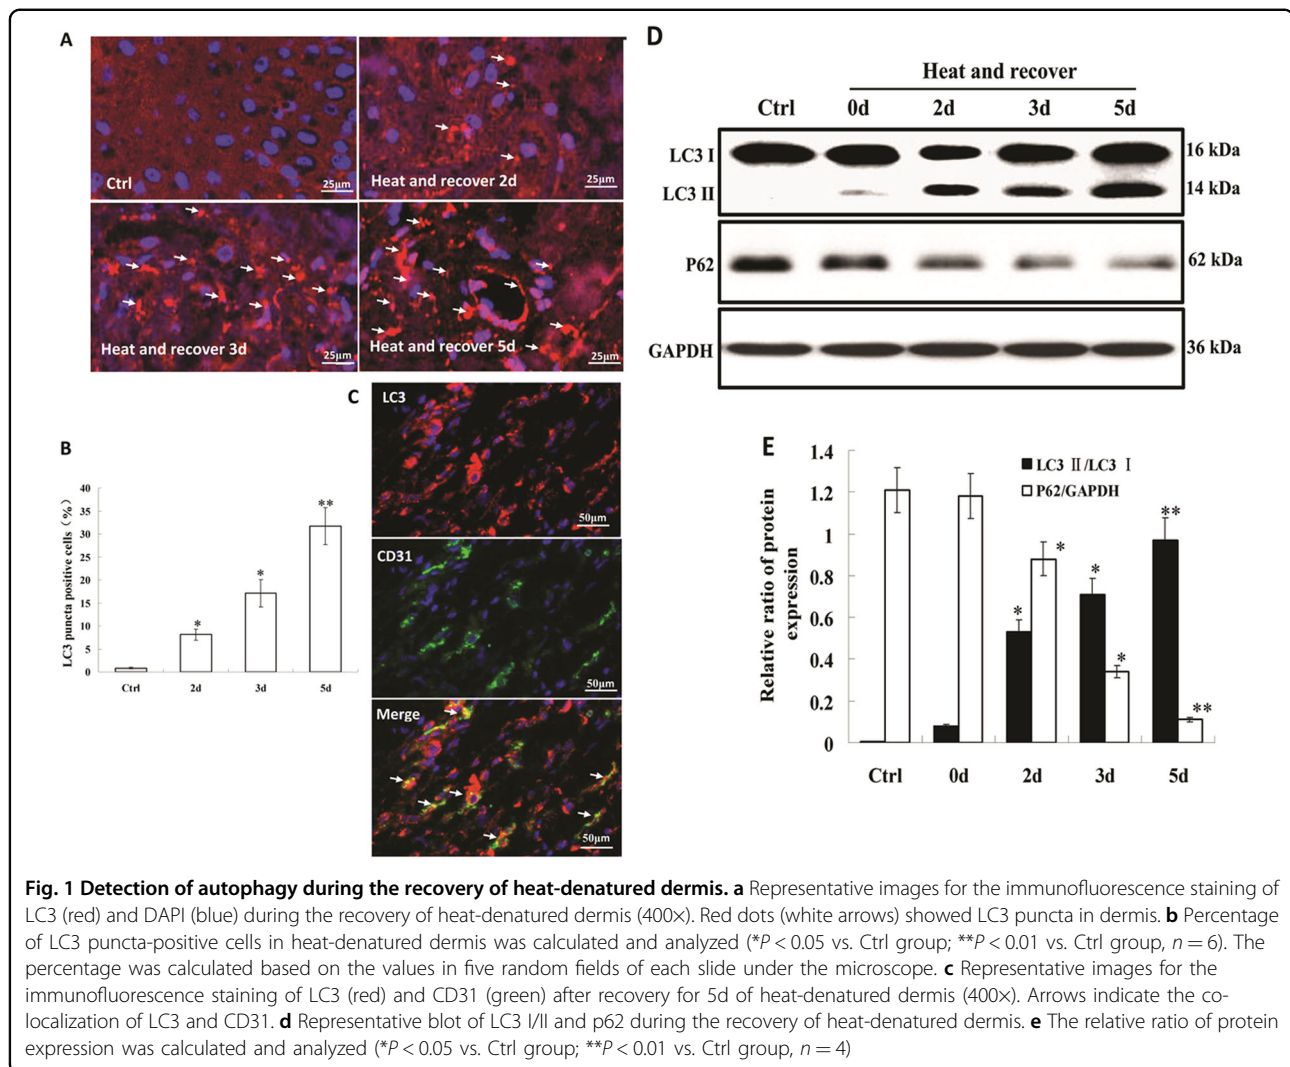 A
Ctrl
25μm
Heat and recover 2d
25μm
Heat and recover 3d
25μm
Heat and recover 5d
25μm
B
LC3 puncta positive cells (%)
40
35
30
25
20
15
10
5
0
*
*
**
Ctrl 2d 3d 5d
C
LC3
50μm
CD31
50μm
Merge
50μm
D
Heat and recover
Ctrl 0d 2d 3d 5d
LC3 I 16 kDa
LC3 II 14 kDa
P62 62 kDa
GAPDH 36 kDa
E
Relative ratio of protein
expression
1.4
1.2
1
0.8
0.6
0.4
0.2
0
LC3 Ⅱ/LC3 Ⅰ
P62/GAPDH
*
*
*
*
**
**
Ctrl 0d 2d 3d 5d
Fig. 1 Detection of autophagy during the recovery of heat-denatured dermis. a Representative images for the immunofluorescence staining of
LC3 (red) and DAPI (blue) during the recovery of heat-denatured dermis (400×). Red dots (white arrows) showed LC3 puncta in dermis. b Percentage
of LC3 puncta-positive cells in heat-denatured dermis was calculated and analyzed (*P < 0.05 vs. Ctrl group; **P < 0.01 vs. Ctrl group, n = 6). The
percentage was calculated based on the values in five random fields of each slide under the microscope. c Representative images for the
immunofluorescence staining of LC3 (red) and CD31 (green) after recovery for 5d of heat-denatured dermis (400×). Arrows indicate the co-
localization of LC3 and CD31. d Representative blot of LC3 I/II and p62 during the recovery of heat-denatured dermis. e The relative ratio of protein
expression was calculated and analyzed (*P < 0.05 vs. Ctrl group; **P < 0.01 vs. Ctrl group, n = 4)